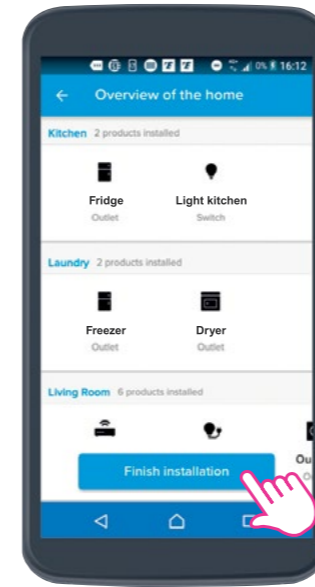 0% 16:12
Overview of the home
Kitchen 2 products installed
Fridge Light kitchen
Outlet Switch
Laundry 2 products installed
Freezer Dryer
Outlet Outlet
Living Room 6 products installed
Ou
Finish installation